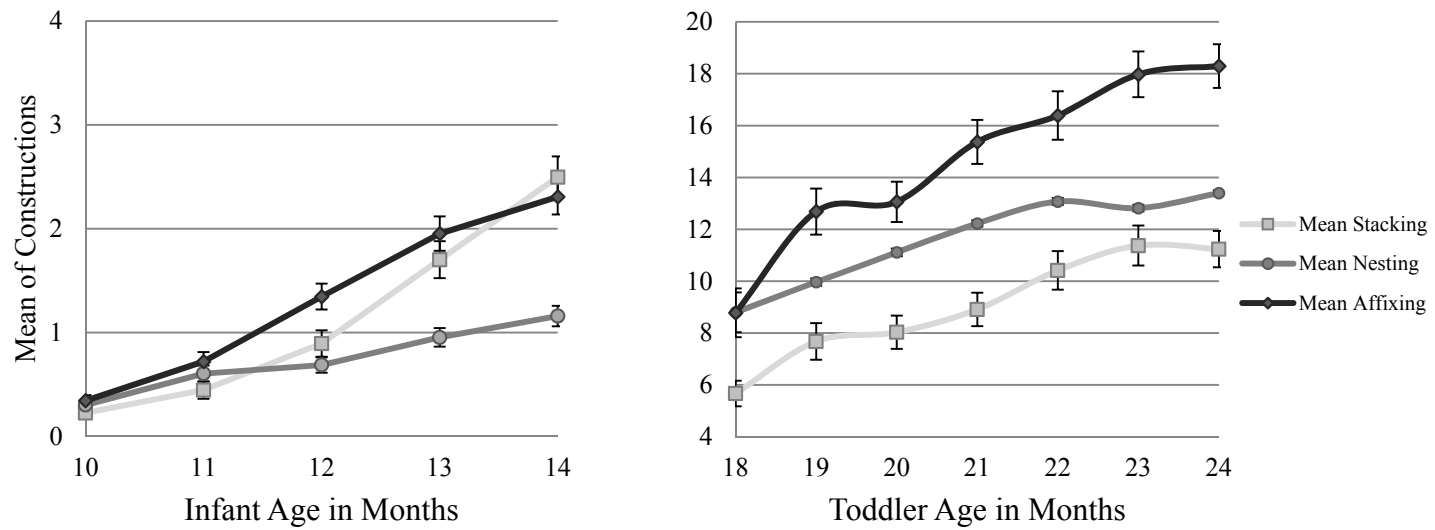 Mean of Constructions
4
3
2
1
0
10 11 12 13 14
Infant Age in Months
20
18
16
14
12
10
8
6
4
18 19 20 21 22 23 24
Toddler Age in Months
Mean Stacking
Mean Nesting
Mean Affixing